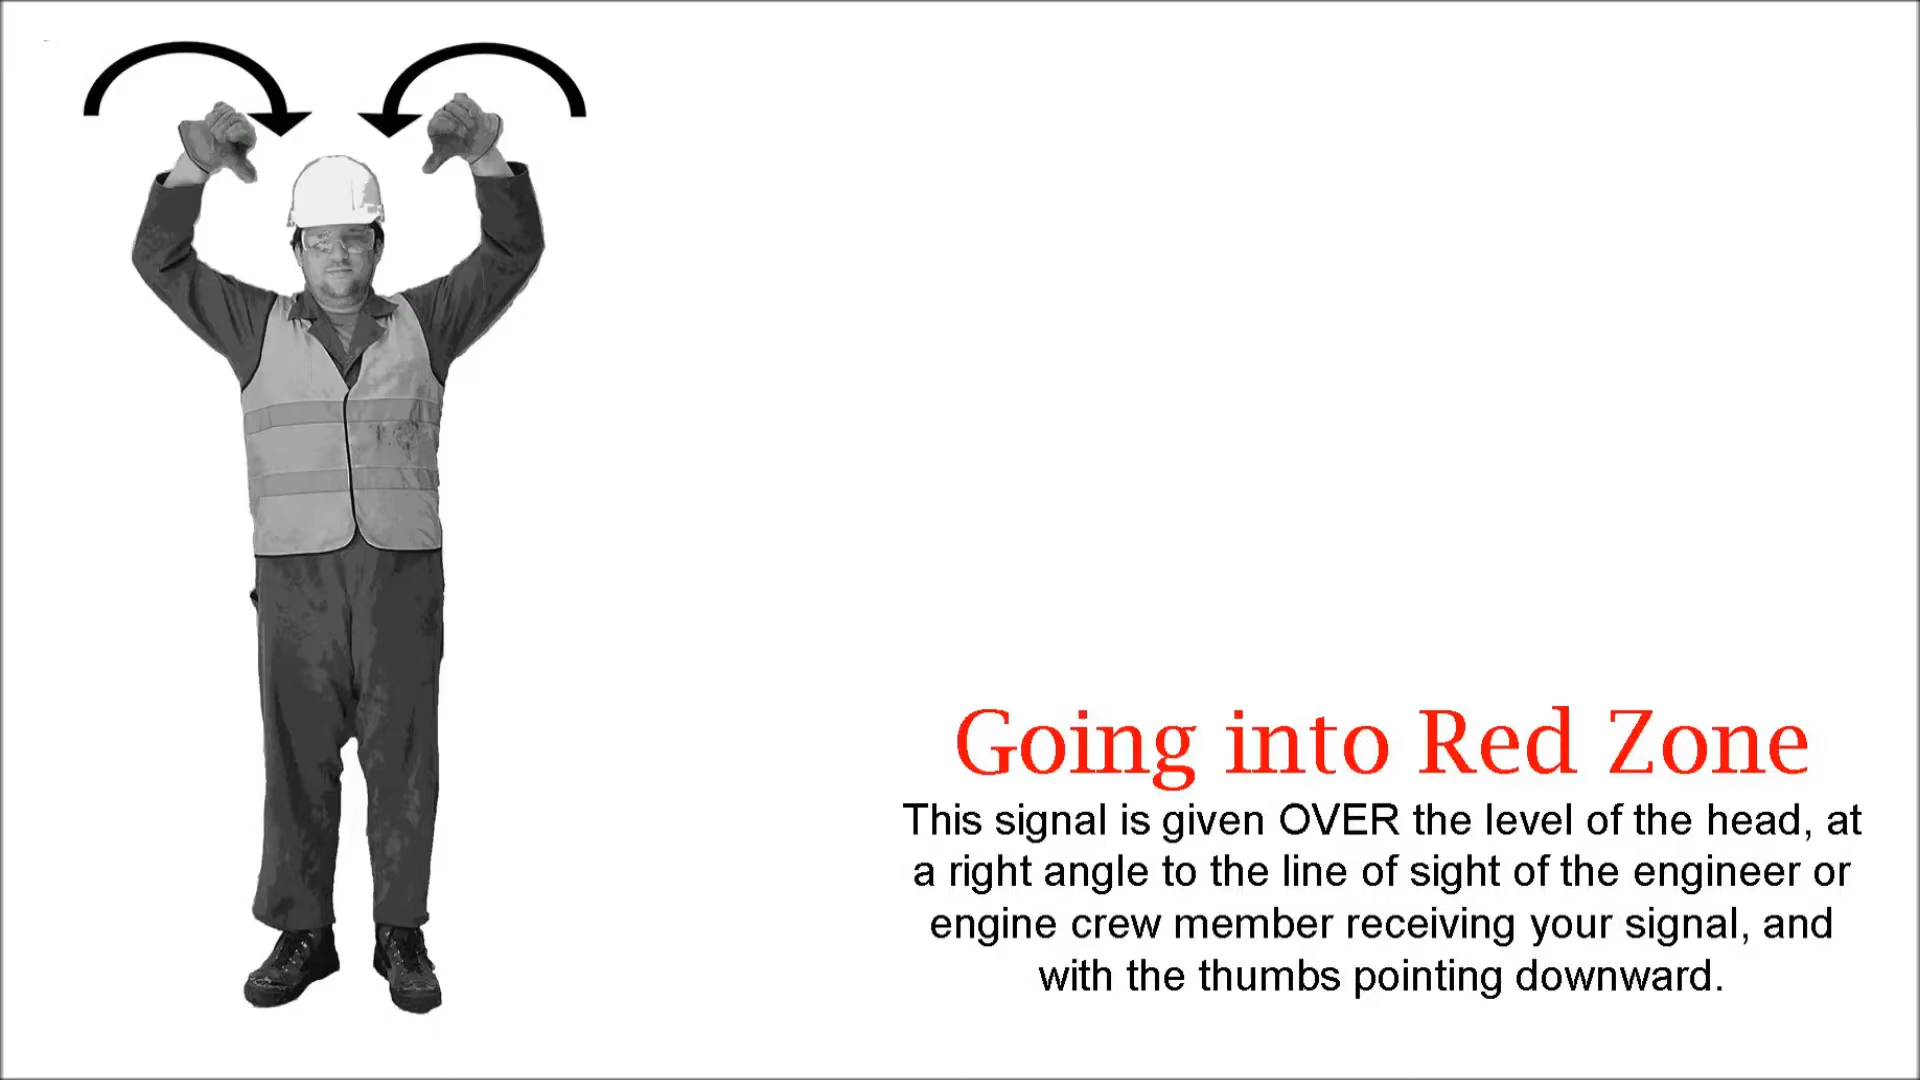 Going into Red Zone
This signal is given OVER the level of the head, at
a right angle to the line of sight of the engineer or
engine crew member receiving your signal, and
with the thumbs pointing downward.